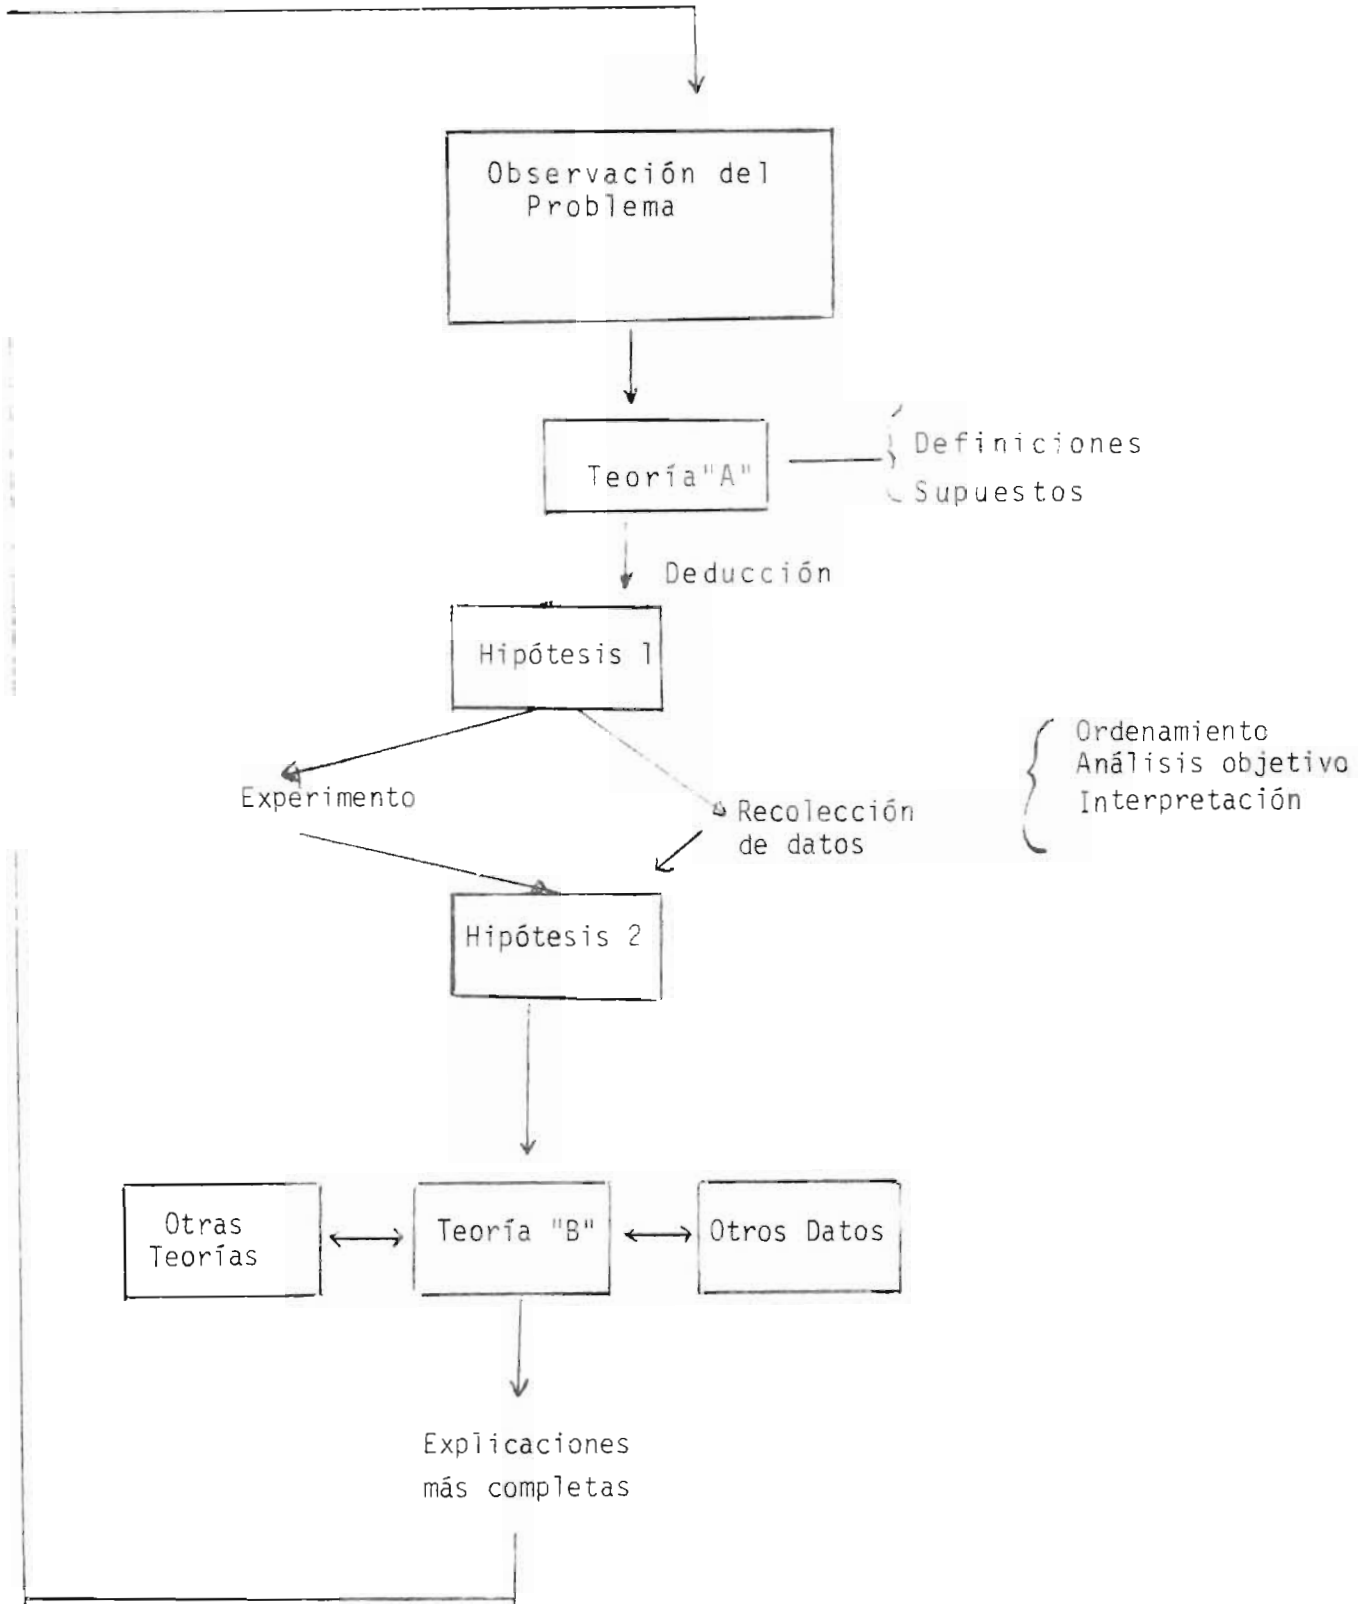 Observación del
Problema
Teoría"A"
Definiciones
Supuestos
Deducción
Hipótesis 1
Experimento
Recolección
de datos
Ordenamiento
Análisis objetivo
Interpretación
Hipótesis 2
Otras
Teorías
Teoría "B"
Otros Datos
Explicaciones
más completas